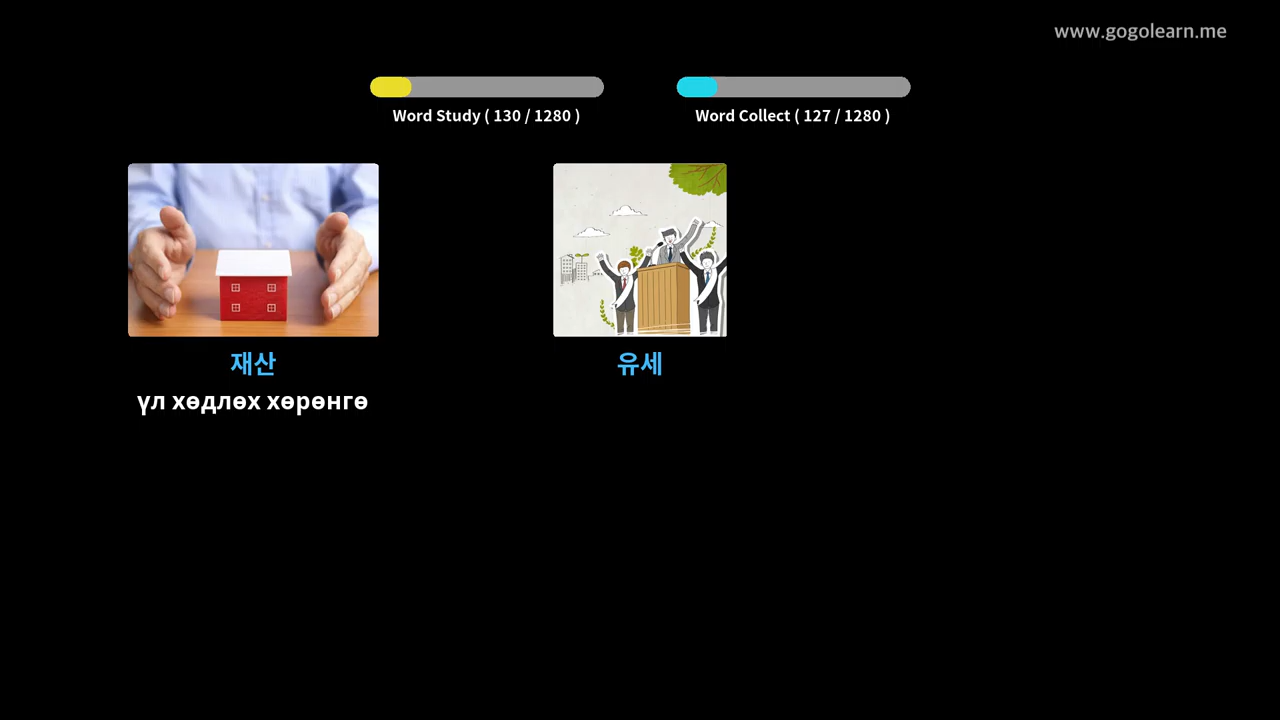 www.gogolearn.me
Word Study ( 130 / 1280 )
Word Collect ( 127 / 1280 )
재산
유세
үл хөдлөх хөрөнгө